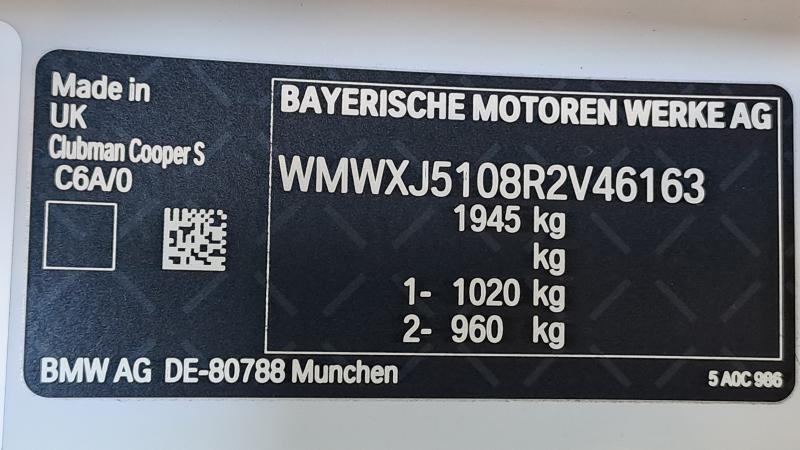 Made in
UK
Clubman Cooper S
C6A/0
BAYERISCHE MOTOREN WERKE AG
WMWXJ5108R2V46163
1945 kg
kg
1- 1020 kg
2- 960 kg
BMW AG DE-80788 Munchen
5 A0C 986